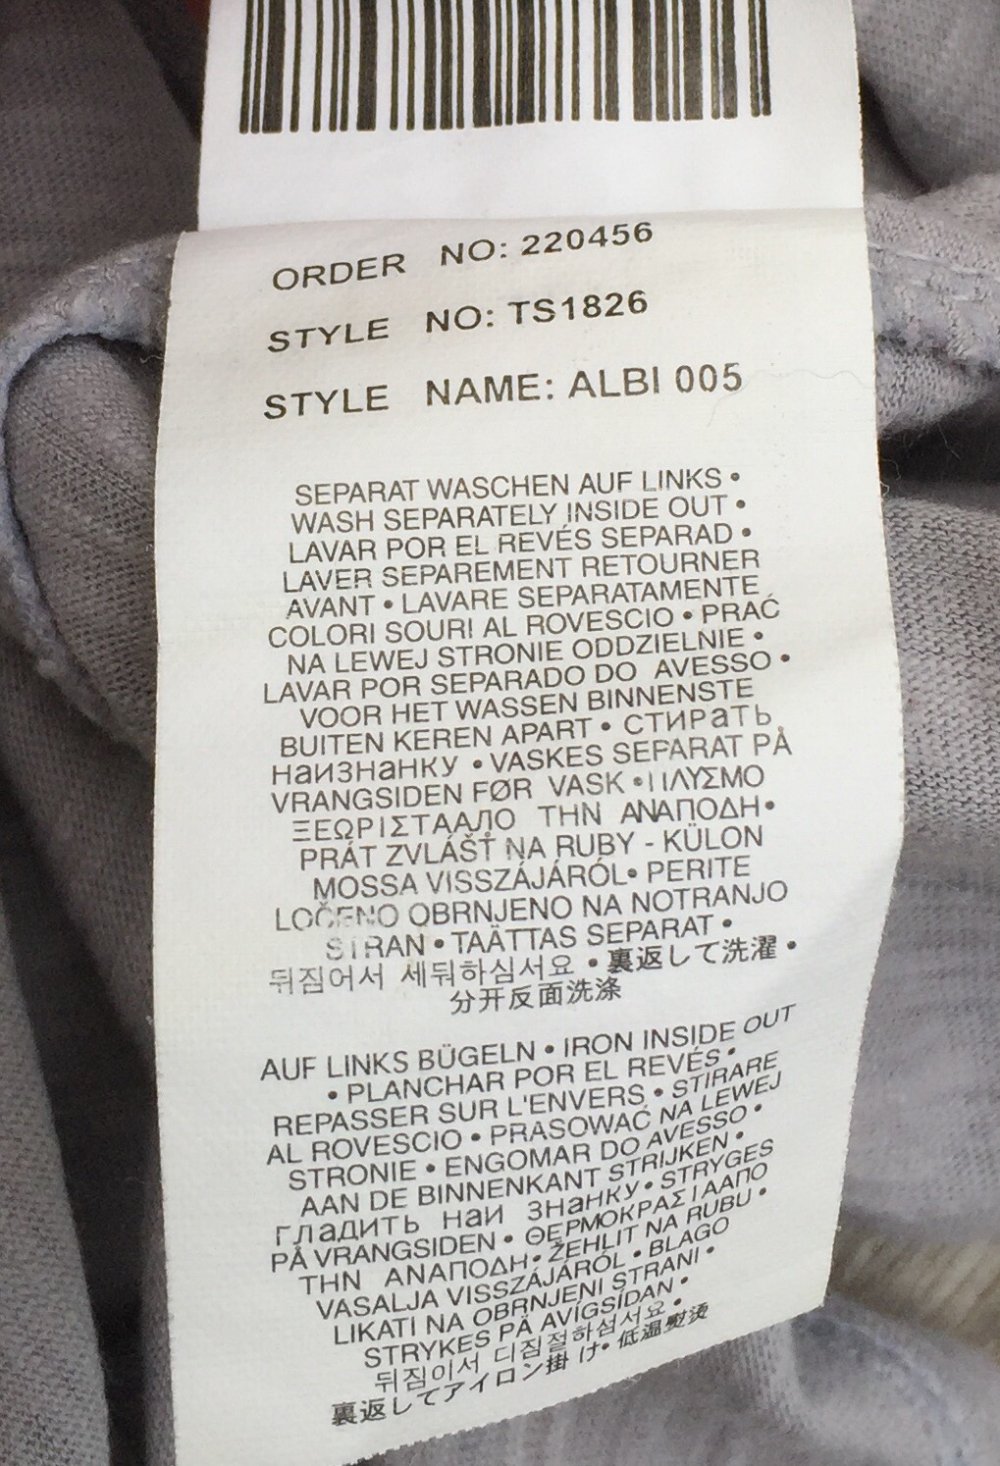 ORDER NO: 220456
STYLE NO: TS1826
STYLE NAME: ALBI 005
SEPARAT WASCHEN AUF LINKS •
WASH SEPARATELY INSIDE OUT •
LAVAR POR EL REVÉS SEPARAD •
LAVER SEPAREMENT RETOURNER
AVANT • LAVARE SEPARATAMENTE
COLORI SOURI AL ROVESCIO • PRAĆ
NA LEWEJ STRONIE ODDZIELNIE •
LAVAR POR SEPARADO DO AVESSO •
VOOR HET WASSEN BINNENSTE
BUITEN KEREN APART • СТИРатЬ
НаИЗНаНКУ • VASKES SEPARAT PÅ
VRANGSIDEN FØR VASK • ΠΛΥΣΜΟ
ΞΕΩΡΙΣΤΑΑΛΟ ΤΗΝ ΑΝΑΠΟΔΗ •
PRÁT ZVLÁŠŤ NA RUBY - KÜLON
MOSSA VISSZÁJÁRÓL • PERITE
LOČENO OBRNJENO NA NOTRANJO
STRAN • TAÄTTAS SEPARAT •
뒤짐어서 세둬하심서요 • 裏返して洗濯 •
分开反面洗涤
AUF LINKS BÜGELN • IRON INSIDE OUT
• PLANCHAR POR EL REVÉS •
REPASSER SUR L'ENVERS • STIRARE
AL ROVESCIO • PRASOWAĆ NA LEWEJ
STRONIE • ENGOMAR DO AVESSO •
AAN DE BINNENKANT STRIJKEN •
ГЛаДИТЬ НаИ ЗНаНКУ • STRYGES
PÅ VRANGSIDEN • ΘΕΡΜΟΚΡΑΣΙΑΑΠΟ
ΤΗΝ ΑΝΑΠΟΔΗ • ŽEHLIT NA RUBU •
VASALJA VISSZÁJÁRÓL • BLAGO
LIKATI NA OBRNJENI STRANI •
STRYKES PÅ AVÍGSÍDAN •
뒤짐이서 디짐절하섬서요 •
裏返してアイロン掛け • 低温熨烫